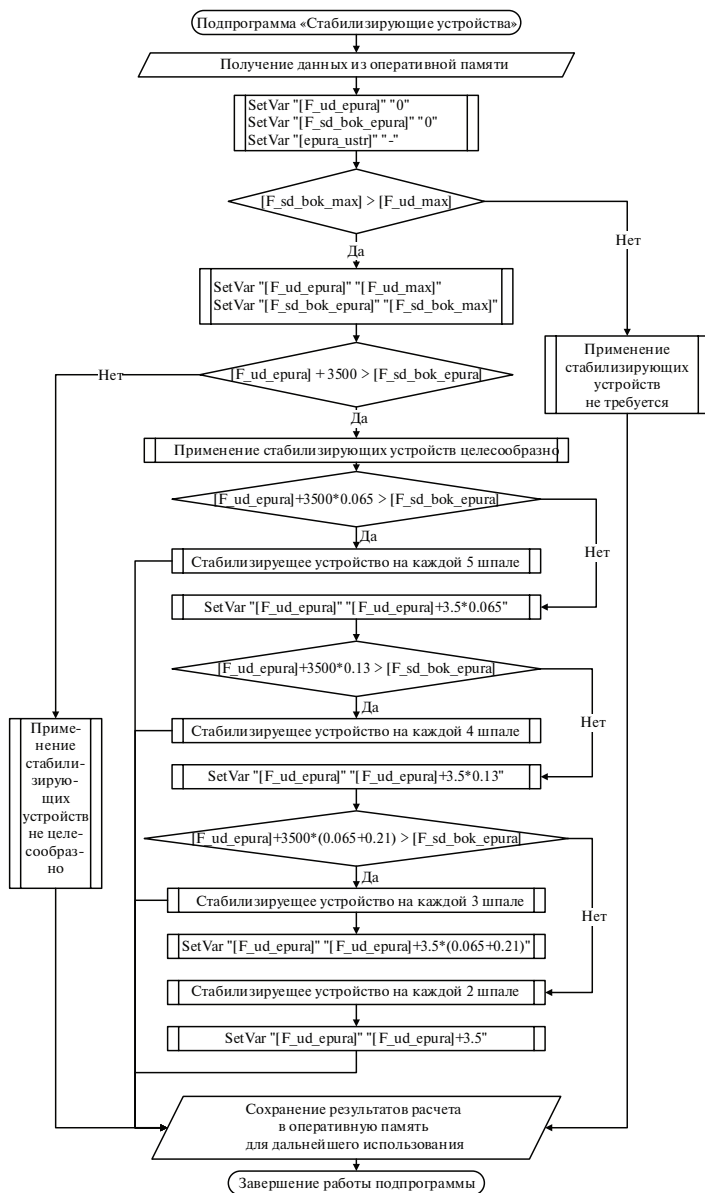 Подпрограмма «Стабилизирующие устройства»
Получение данных из оперативной памяти
SetVar "[F_ud_epura]" "0"
SetVar "[F_sd_bok_epura]" "0"
SetVar "[epura_ustr]" "-"
[F_sd_bok_max] > [F_ud_max]
Нет
Да
SetVar "[F_ud_epura]" "[F_ud_max]"
SetVar "[F_sd_bok_epura]" "[F_sd_bok_max]"
Применение
стабилизирующих
устройств
не требуется
[F_ud_epura] + 3500 > [F_sd_bok_epura]
Нет
Да
Применение стабилизирующих устройств целесообразно
[F_ud_epura]+3500*0.065 > [F_sd_bok_epura]
Да
Нет
Стабилизируещее устройство на каждой 5 шпале
SetVar "[F_ud_epura]" "[F_ud_epura]+3.5*0.065"
[F_ud_epura]+3500*0.13 > [F_sd_bok_epura]
Да
Нет
Стабилизируещее устройство на каждой 4 шпале
Приме-
нение
стабили-
зирую-
щих
устройств
не целе-
сообраз-
но
SetVar "[F_ud_epura]" "[F_ud_epura]+3.5*0.13"
[F_ud_epura]+3500*(0.065+0.21) > [F_sd_bok_epura]
Да
Нет
Стабилизируещее устройство на каждой 3 шпале
SetVar "[F_ud_epura]" "[F_ud_epura]+3.5*(0.065+0.21)"
Стабилизируещее устройство на каждой 2 шпале
SetVar "[F_ud_epura]" "[F_ud_epura]+3.5"
Сохранение результатов расчета
в оперативную память
для дальнейшего использования
Завершение работы подпрограммы